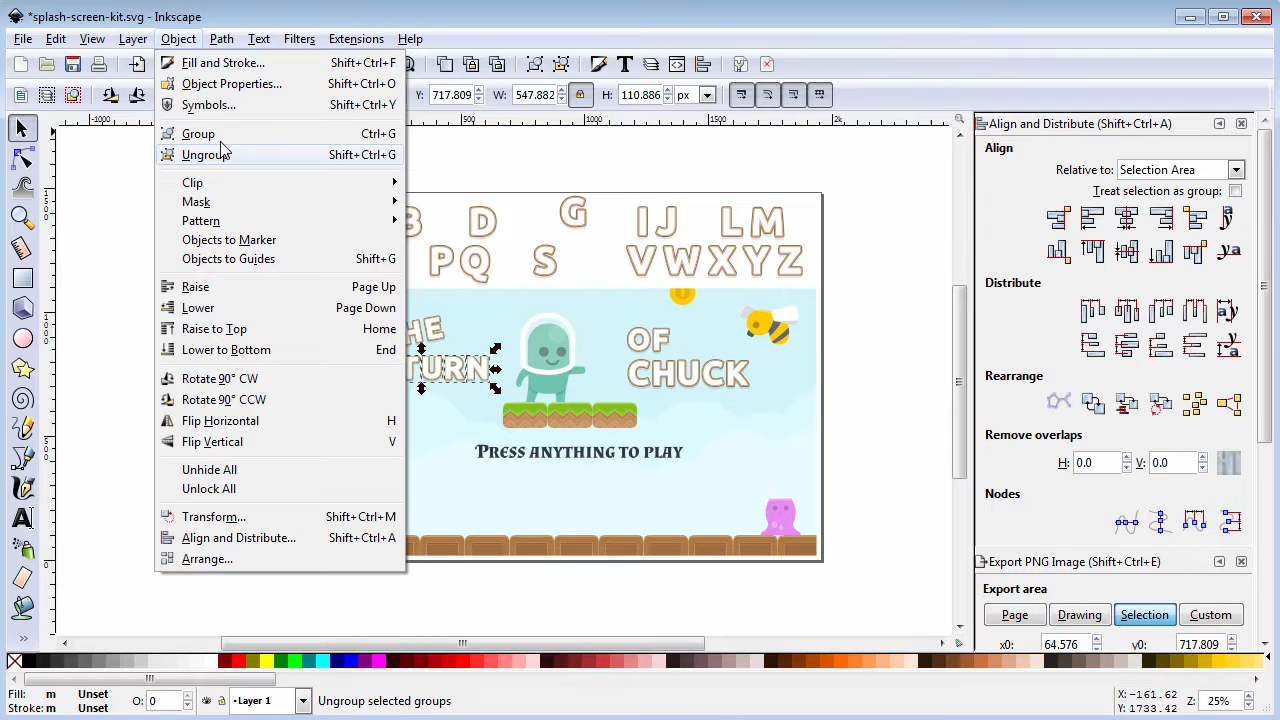 *splash-screen-kit.svg - Inkscape
File Edit View Layer Object Path Text Filters Extensions Help
Y: 717.809 W: 547.882 H: 110.886 px
Fill and Stroke... Shift+Ctrl+F
Object Properties... Shift+Ctrl+O
Symbols... Shift+Ctrl+Y
Group Ctrl+G
Ungroup Shift+Ctrl+G
Clip
Mask
Pattern
Objects to Marker
Objects to Guides Shift+G
Raise Page Up
Lower Page Down
Raise to Top Home
Lower to Bottom End
Rotate 90° CW
Rotate 90° CCW
Flip Horizontal H
Flip Vertical V
Unhide All
Unlock All
Transform... Shift+Ctrl+M
Align and Distribute... Shift+Ctrl+A
Arrange...
-1000 500 1000 1500 2k
B D G I J L M
P Q S V W X Y Z
HE
TURN
OF
CHUCK
Press anything to play
Align and Distribute (Shift+Ctrl+A)
Align
Relative to: Selection Area
Treat selection as group:
Distribute
Rearrange
Remove overlaps
H: 0.0 V: 0.0
Nodes
Export PNG Image (Shift+Ctrl+E)
Export area
Page Drawing Selection Custom
x0: 64.576 y0: 717.809
Fill: m Unset
Stroke: m Unset
O: 0
•Layer 1
Ungroup selected groups
X: -161.62
Y: 1733.42
Z: 25%